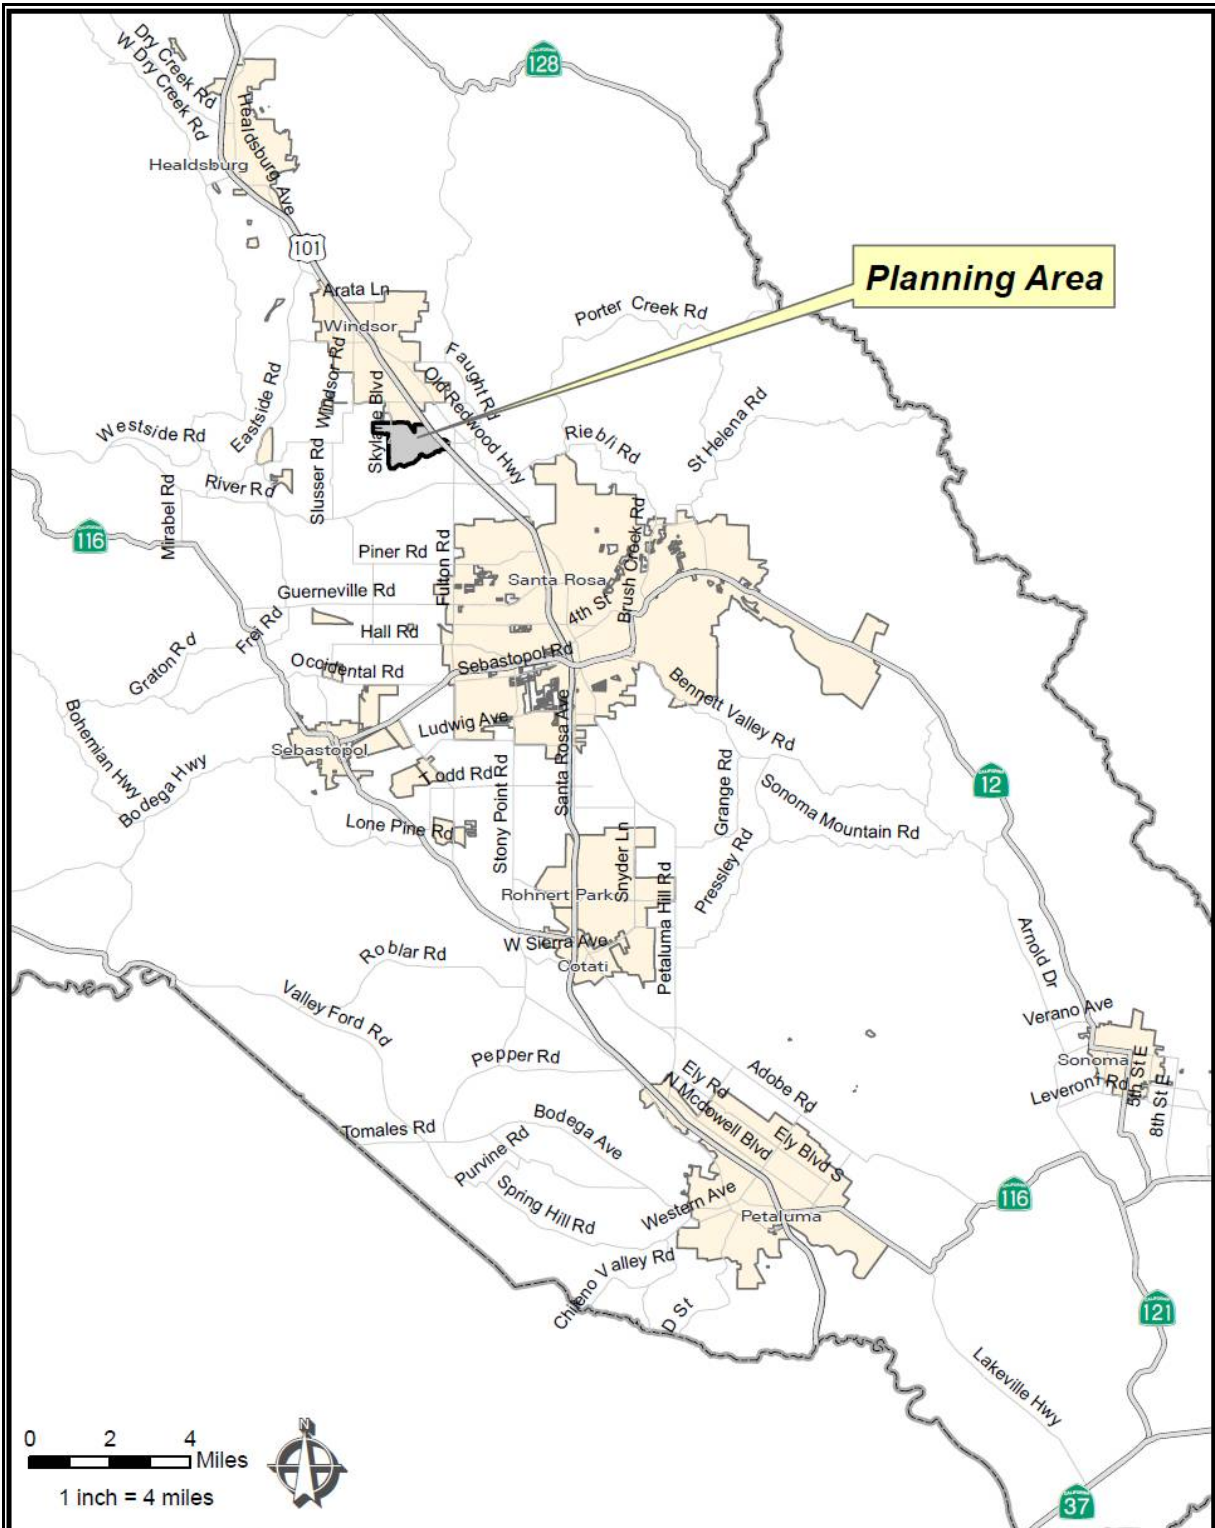 Dry Creek Rd
W Dry Creek Rd
CALIFORNIA
128
Healdsburg Ave
Healdsburg
101
Planning Area
Arata Ln
Windsor
Porter Creek Rd
Faught Rd
Old Redwood Hwy
Windsor Rd
Skylane Blvd
Eastside Rd
Westside Rd
Slusser Rd
River Rd
Mirabel Rd
Riebli Rd
St Helena Rd
CALIFORNIA
116
Piner Rd
Fulton Rd
Santa Rosa
Brush Creek Rd
Guerneville Rd
4th St
Hall Rd
Frei Rd
Graton Rd
Occidental Rd
Sebastopol Rd
Bennett Valley Rd
Bohemian Hwy
Bodega Hwy
Sebastopol
Ludwig Ave
Todd Rd
Stony Point Rd
Santa Rosa Ave
Grange Rd
Sonoma Mountain Rd
CALIFORNIA
12
Lone Pine Rd
Snyder Ln
Pressley Rd
Rohnert Park
Petaluma Hill Rd
W Sierra Ave
Cotati
Roblar Rd
Arnold Dr
Valley Ford Rd
Verano Ave
Sonoma
5th St E
8th St E
Leveroni Rd
Pepper Rd
Ely Rd
Adobe Rd
N Mcdowell Blvd
Ely Blvd S
Bodega Ave
Tomales Rd
Purvine Rd
Spring Hill Rd
Western Ave
Petaluma
CALIFORNIA
116
Chileno Valley Rd
D St
CALIFORNIA
121
Lakeville Hwy
CALIFORNIA
37
0 2 4
Miles
1 inch = 4 miles
N